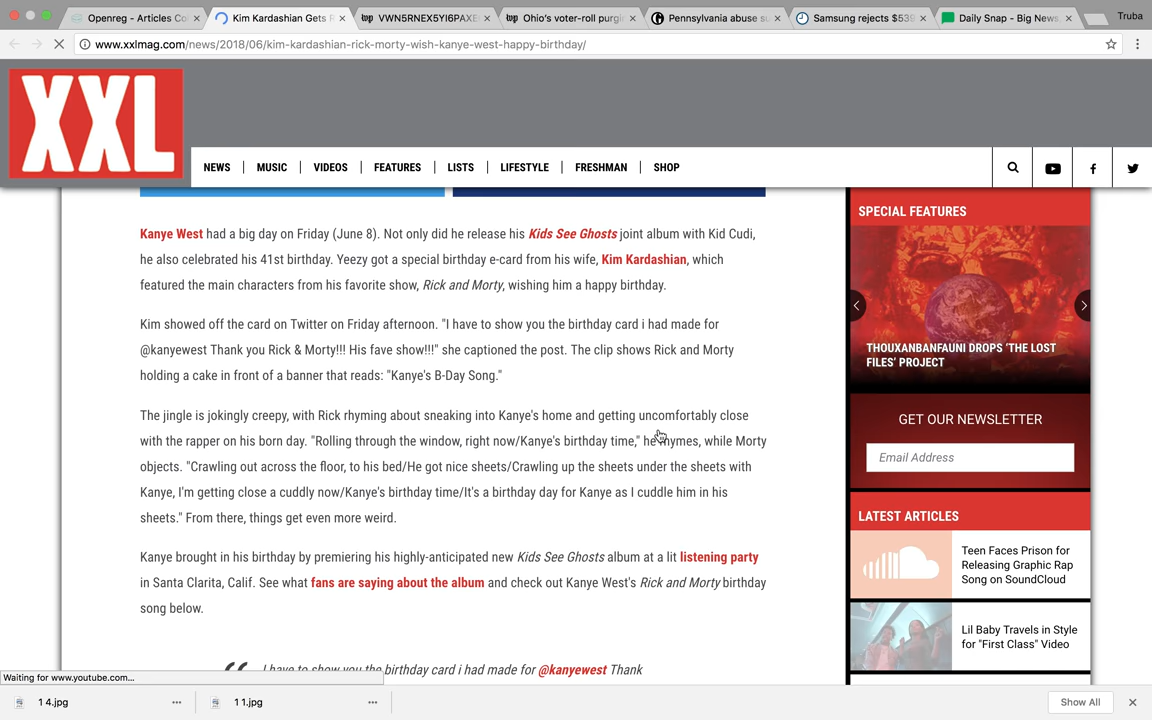 Openreg - Articles Co
Kim Kardashian Gets R
VWN5RNEX5YI6PAXE
Ohio's voter-roll purgi
Pennsylvania abuse su
Samsung rejects $539
Daily Snap - Big News,
Truba
www.xxlmag.com/news/2018/06/kim-kardashian-rick-morty-wish-kanye-west-happy-birthday/
XXL
NEWS
MUSIC
VIDEOS
FEATURES
LISTS
LIFESTYLE
FRESHMAN
SHOP
Kanye West had a big day on Friday (June 8). Not only did he release his Kids See Ghosts joint album with Kid Cudi,
he also celebrated his 41st birthday. Yeezy got a special birthday e-card from his wife, Kim Kardashian, which
featured the main characters from his favorite show, Rick and Morty, wishing him a happy birthday.
Kim showed off the card on Twitter on Friday afternoon. "I have to show you the birthday card i had made for
@kanyewest Thank you Rick & Morty!!! His fave show!!!" she captioned the post. The clip shows Rick and Morty
holding a cake in front of a banner that reads: "Kanye's B-Day Song."
The jingle is jokingly creepy, with Rick rhyming about sneaking into Kanye's home and getting uncomfortably close
with the rapper on his born day. "Rolling through the window, right now/Kanye's birthday time," he rhymes, while Morty
objects. "Crawling out across the floor, to his bed/He got nice sheets/Crawling up the sheets under the sheets with
Kanye, I'm getting close a cuddly now/Kanye's birthday time/It's a birthday day for Kanye as I cuddle him in his
sheets." From there, things get even more weird.
Kanye brought in his birthday by premiering his highly-anticipated new Kids See Ghosts album at a lit listening party
in Santa Clarita, Calif. See what fans are saying about the album and check out Kanye West's Rick and Morty birthday
song below.
I have to show you the birthday card i had made for @kanyewest Thank
SPECIAL FEATURES
THOUXANBANFAUNI DROPS ‘THE LOST
FILES’ PROJECT
GET OUR NEWSLETTER
Email Address
LATEST ARTICLES
Teen Faces Prison for
Releasing Graphic Rap
Song on SoundCloud
Lil Baby Travels in Style
for "First Class" Video
Waiting for www.youtube.com...
1 4.jpg
1 1.jpg
Show All